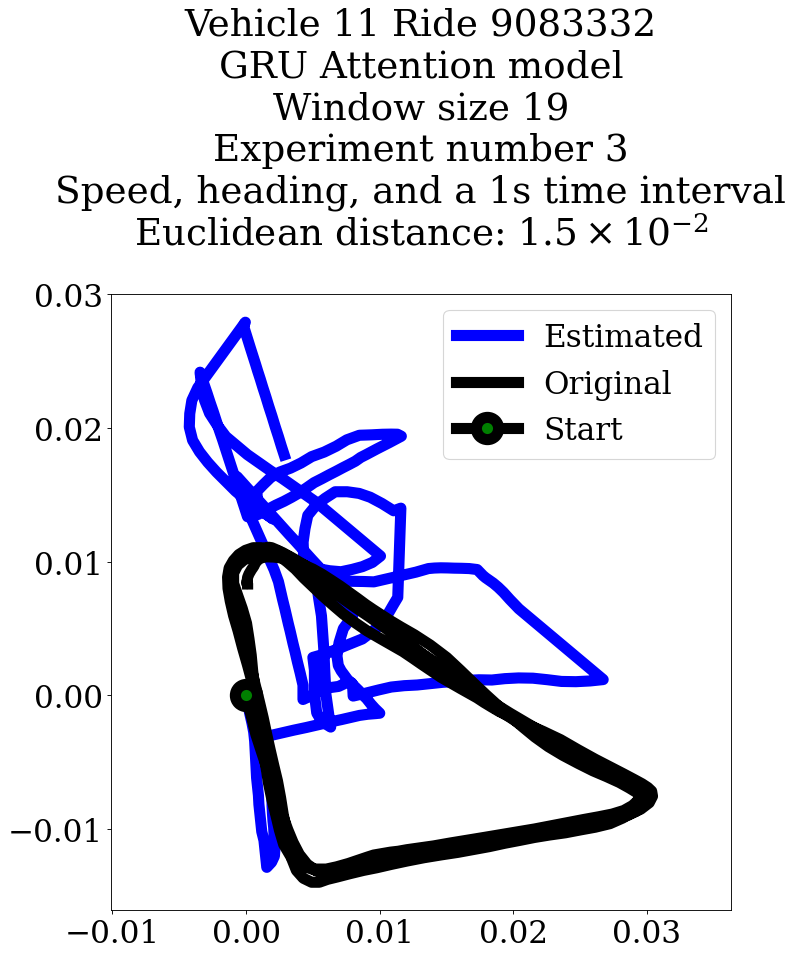 Vehicle 11 Ride 9083332
GRU Attention model
Window size 19
Experiment number 3
Speed, heading, and a 1s time interval
Euclidean distance: $1.5 \times 10^{-2}$
Estimated
Original
Start
0.03
0.02
0.01
0.00
−0.01
−0.01 0.00 0.01 0.02 0.03